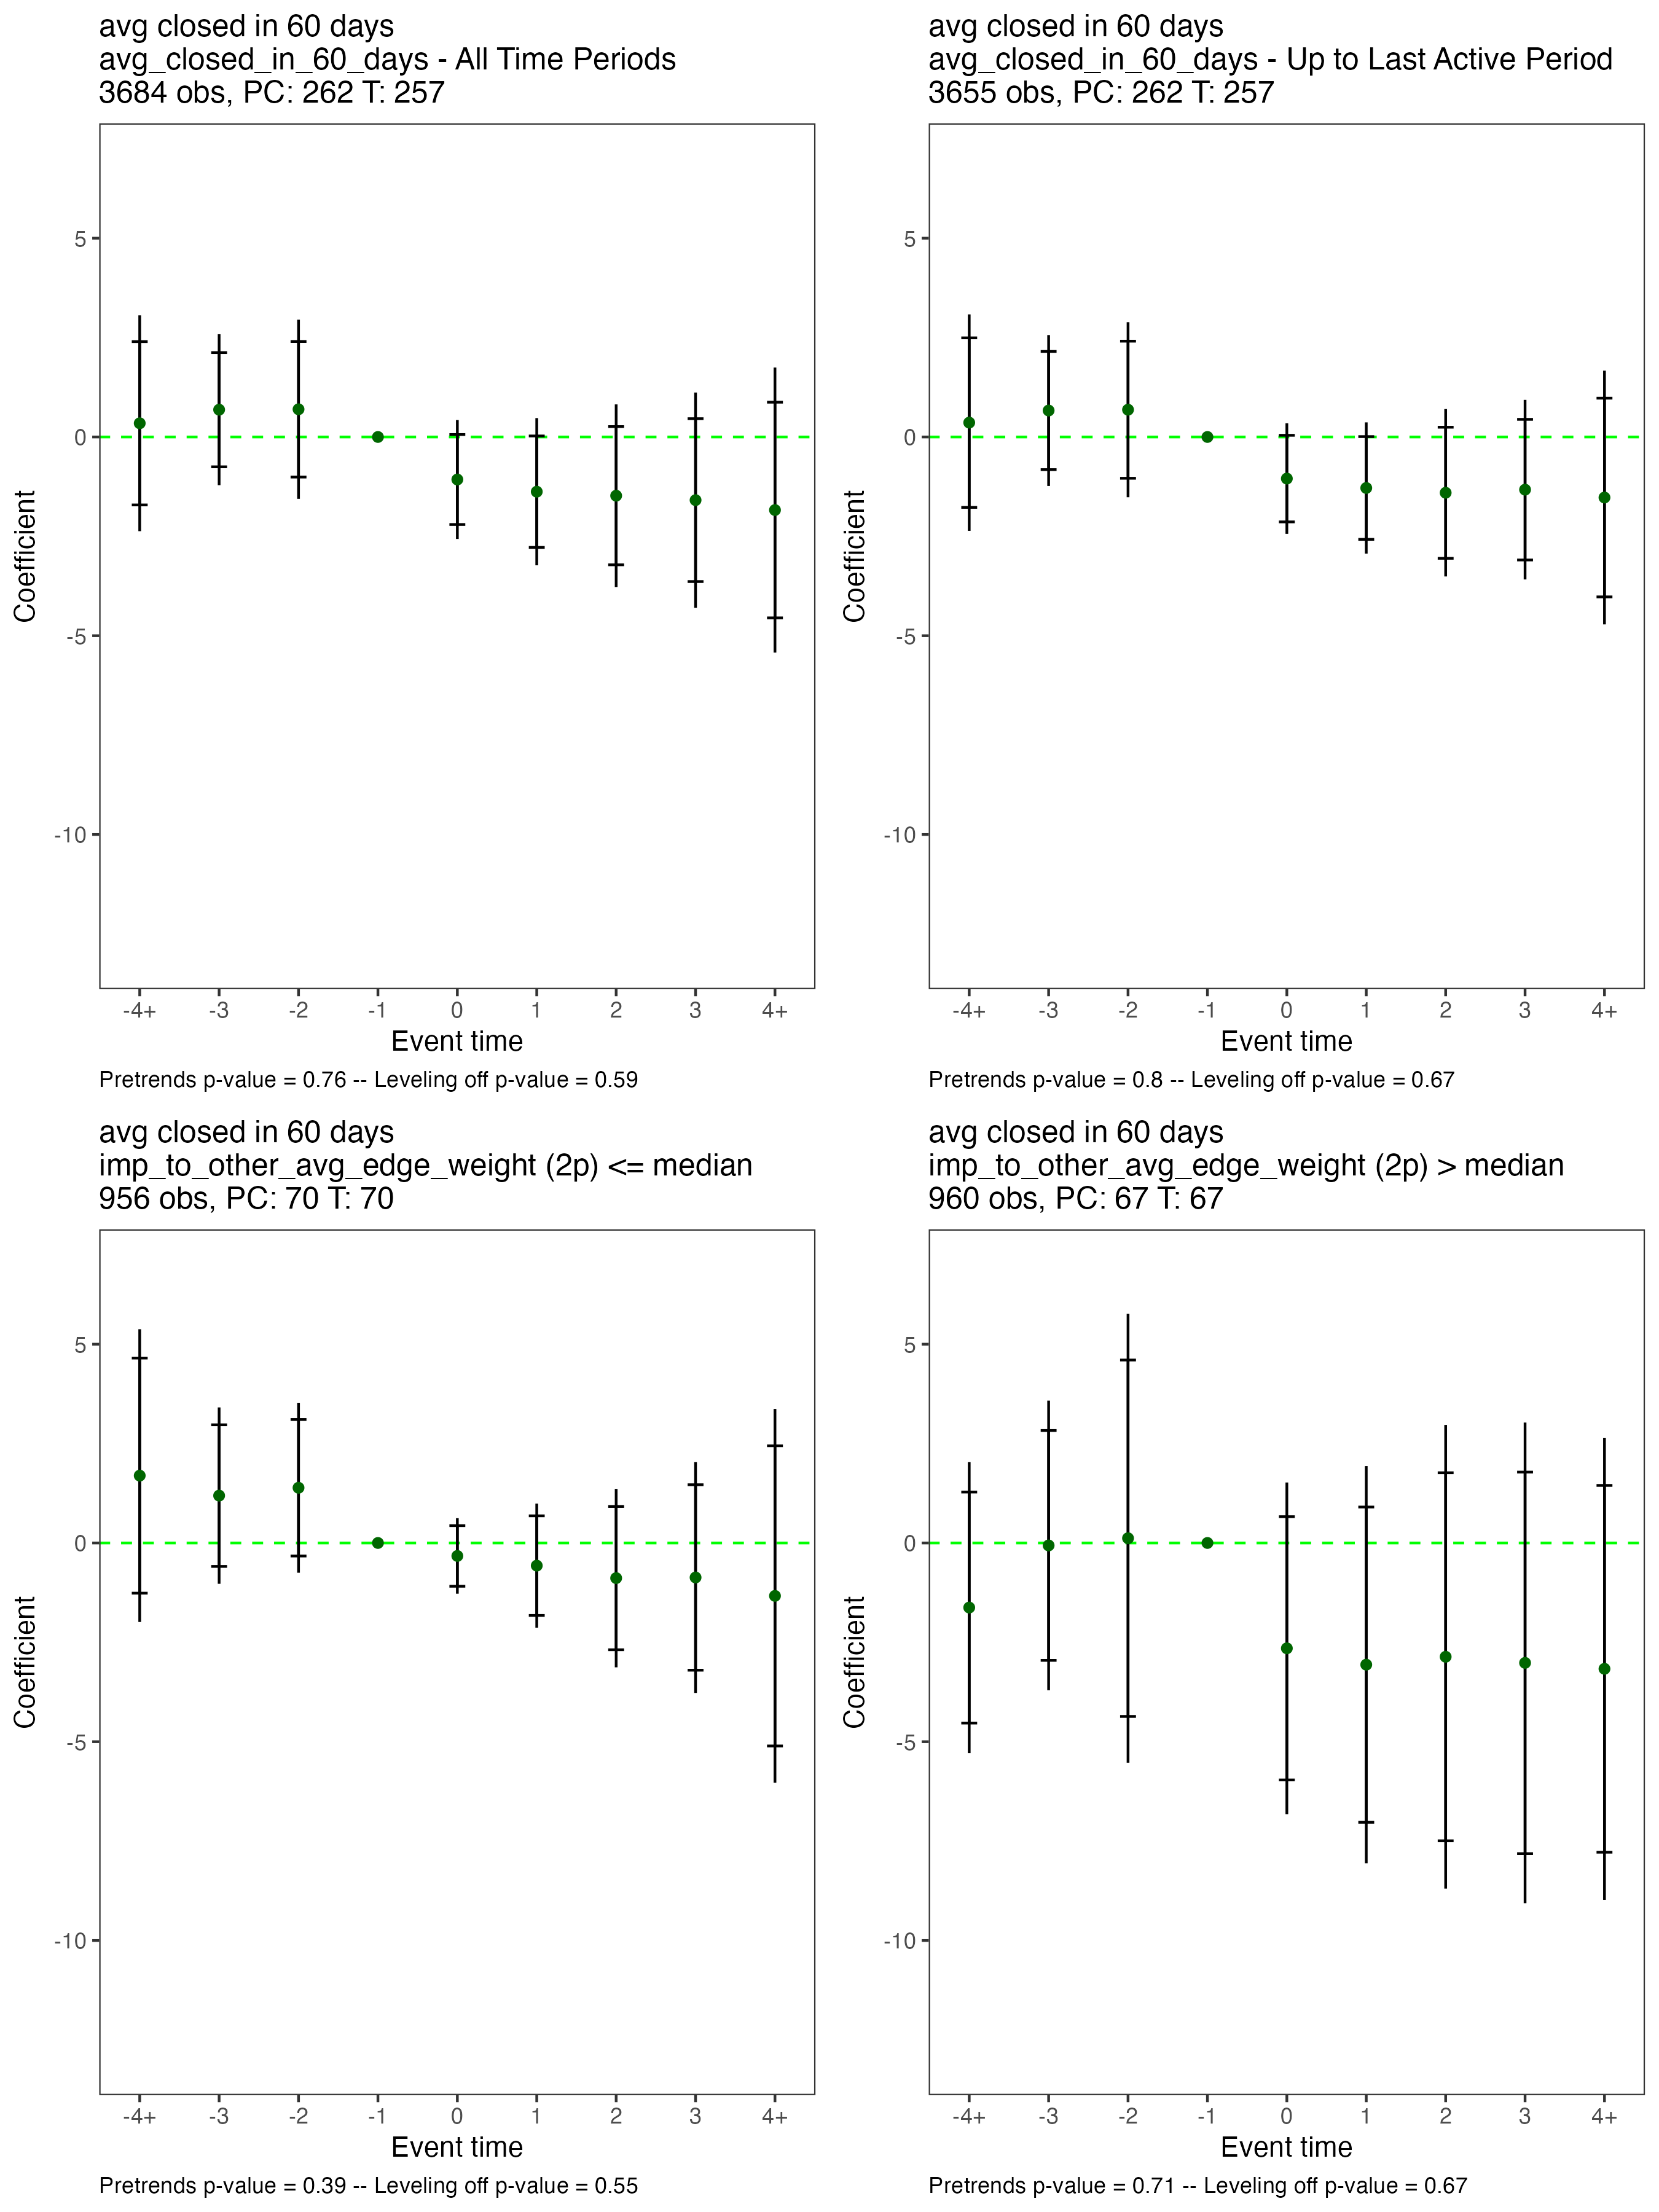 avg closed in 60 days
avg_closed_in_60_days - All Time Periods
3684 obs, PC: 262 T: 257
5
0
-5
-10
Coefficient
-4+ -3 -2 -1 0 1 2 3 4+
Event time
Pretrends p-value = 0.76 -- Leveling off p-value = 0.59
avg closed in 60 days
avg_closed_in_60_days - Up to Last Active Period
3655 obs, PC: 262 T: 257
5
0
-5
-10
Coefficient
-4+ -3 -2 -1 0 1 2 3 4+
Event time
Pretrends p-value = 0.8 -- Leveling off p-value = 0.67
avg closed in 60 days
imp_to_other_avg_edge_weight (2p) <= median
956 obs, PC: 70 T: 70
5
0
-5
-10
Coefficient
-4+ -3 -2 -1 0 1 2 3 4+
Event time
Pretrends p-value = 0.39 -- Leveling off p-value = 0.55
avg closed in 60 days
imp_to_other_avg_edge_weight (2p) > median
960 obs, PC: 67 T: 67
5
0
-5
-10
Coefficient
-4+ -3 -2 -1 0 1 2 3 4+
Event time
Pretrends p-value = 0.71 -- Leveling off p-value = 0.67